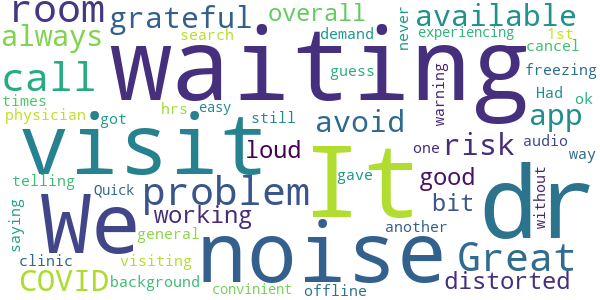 room
grateful
overall
available
always
search
demand
never
experiencing
1st
cancel
waiting
call
guess
warning
freezing
times
hrs
easy
Had
ok
physician
got
still
avoid
app
visit
loud
It
one
risk
audio
way
telling
Quick
problem
gave
good
dr
without
saying
We
working
bit
general
noise
another
Great
clinic
visiting
COVID
background
convinient
offline
distorted